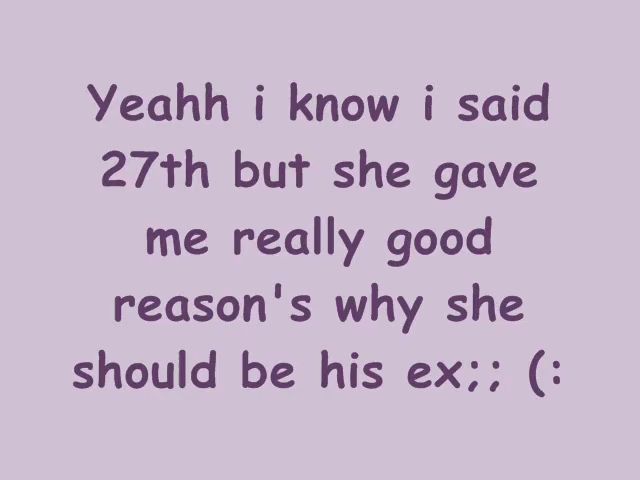 Yeahh i know i said
27th but she gave
me really good
reason's why she
should be his ex;; (: